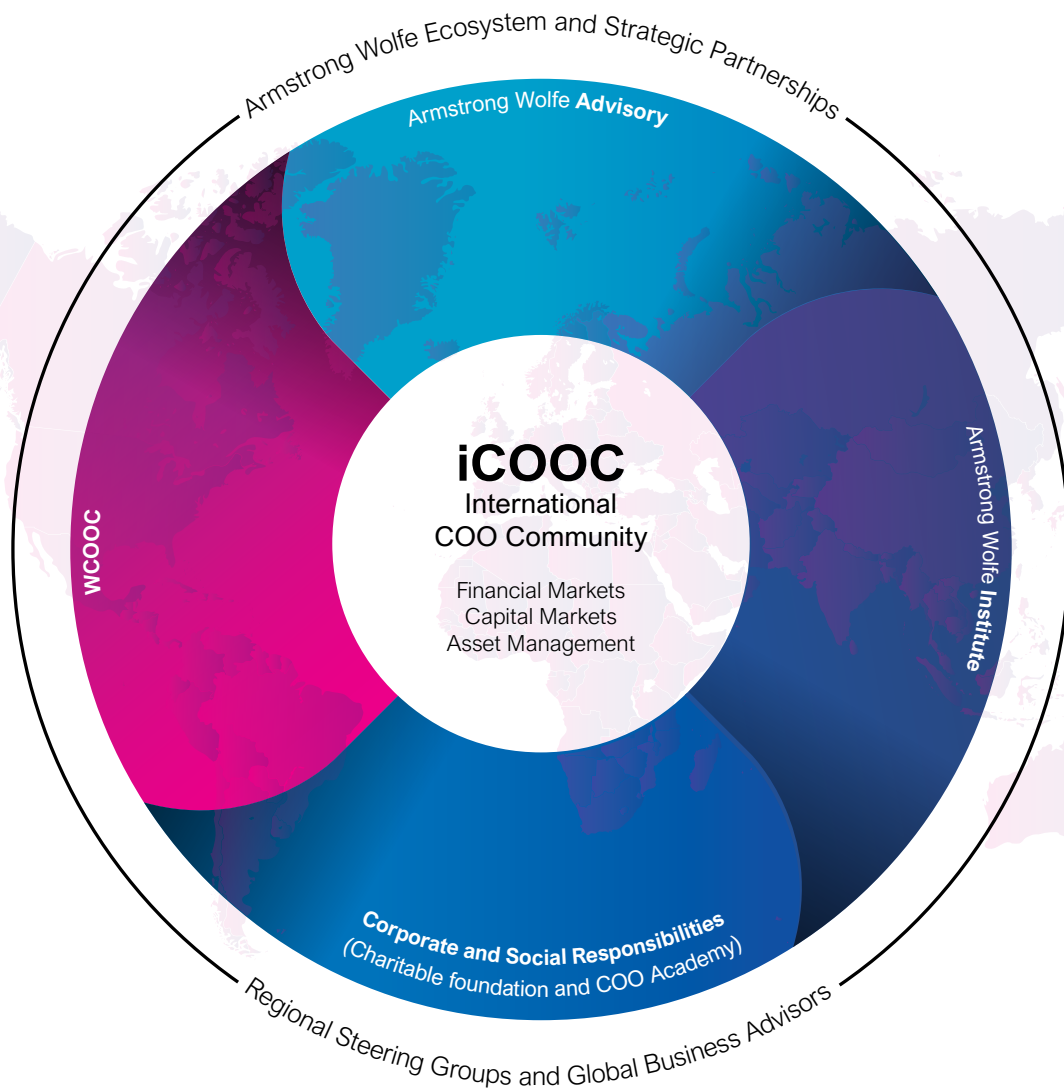 Armstrong Wolfe Ecosystem and Strategic Partnerships
Armstrong Wolfe Advisory
WCOOC
iCOOC
International
COO Community
Financial Markets
Capital Markets
Asset Management
Armstrong Wolfe Institute
Corporate and Social Responsibilities
(Charitable foundation and COO Academy)
Regional Steering Groups and Global Business Advisors